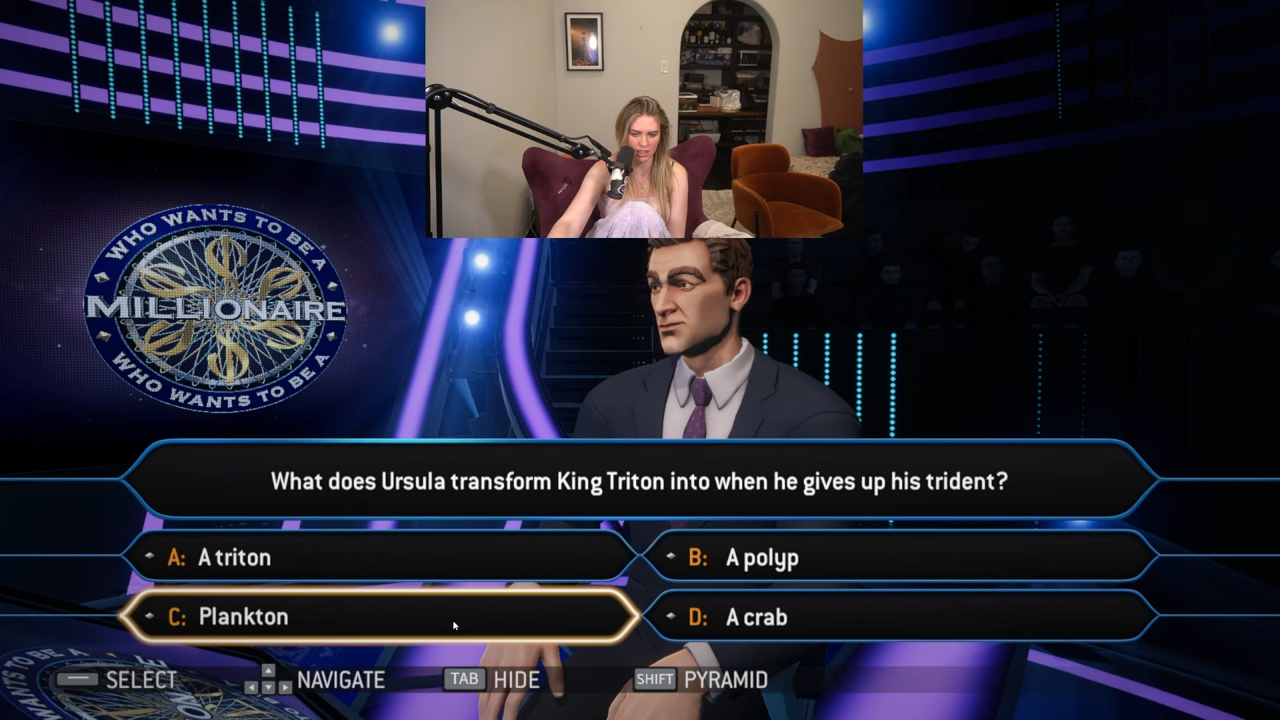 WHO WANTS TO BE A
MILLIONAIRE
WHO WANTS TO BE A
What does Ursula transform King Triton into when he gives up his trident?
A: A triton
B: A polyp
C: Plankton
D: A crab
SELECT
NAVIGATE
TAB HIDE
SHIFT PYRAMID